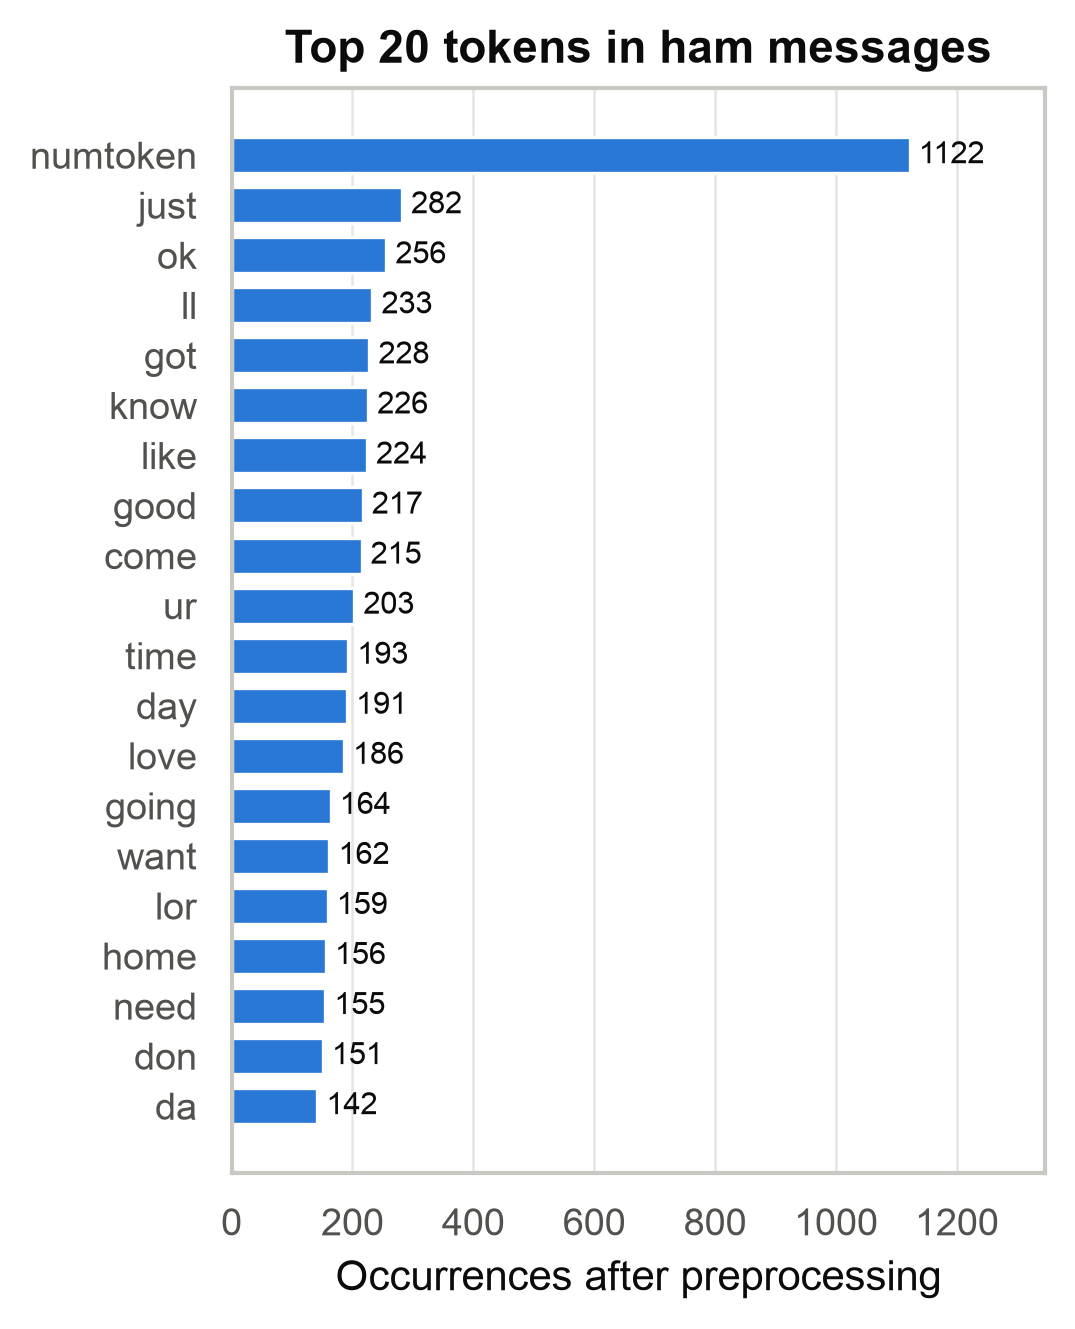 Top 20 tokens in ham messages
numtoken 1122
just 282
ok 256
ll 233
got 228
know 226
like 224
good 217
come 215
ur 203
time 193
day 191
love 186
going 164
want 162
lor 159
home 156
need 155
don 151
da 142
0 200 400 600 800 1000 1200
Occurrences after preprocessing